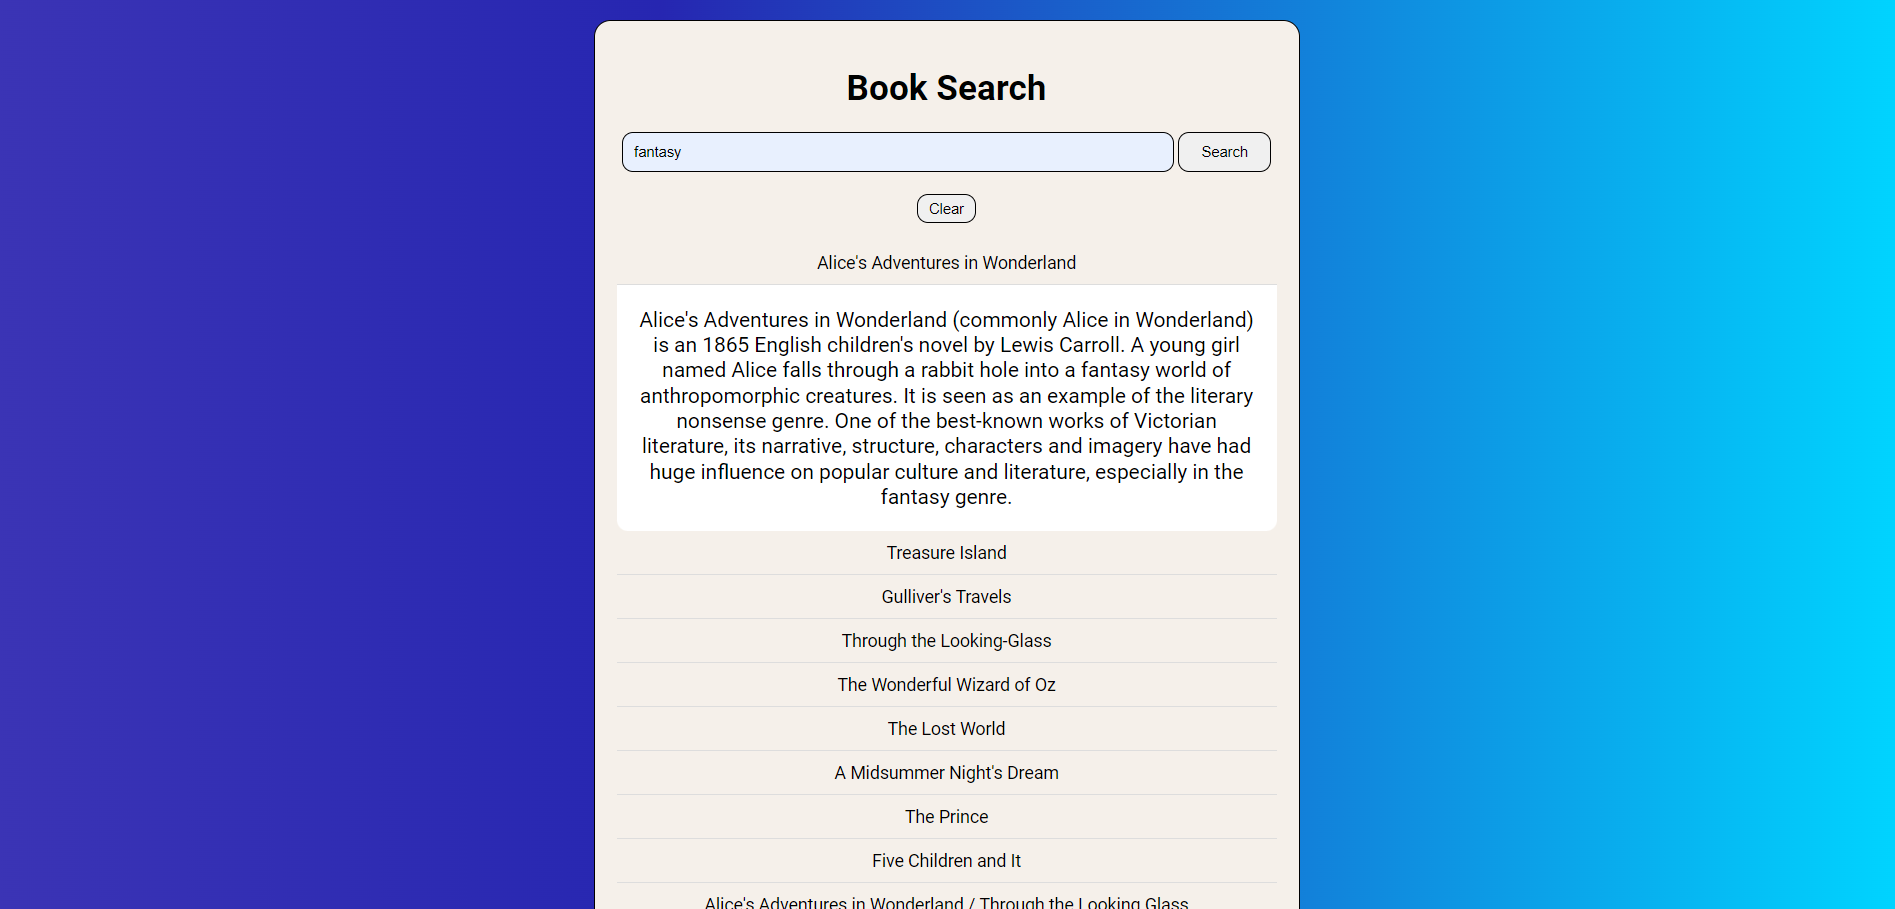 Book Search
fantasy
Search
Clear
Alice's Adventures in Wonderland
Alice's Adventures in Wonderland (commonly Alice in Wonderland)
is an 1865 English children's novel by Lewis Carroll. A young girl
named Alice falls through a rabbit hole into a fantasy world of
anthropomorphic creatures. It is seen as an example of the literary
nonsense genre. One of the best-known works of Victorian
literature, its narrative, structure, characters and imagery have had
huge influence on popular culture and literature, especially in the
fantasy genre.
Treasure Island
Gulliver's Travels
Through the Looking-Glass
The Wonderful Wizard of Oz
The Lost World
A Midsummer Night's Dream
The Prince
Five Children and It
Alice's Adventures in Wonderland / Through the Looking Glass